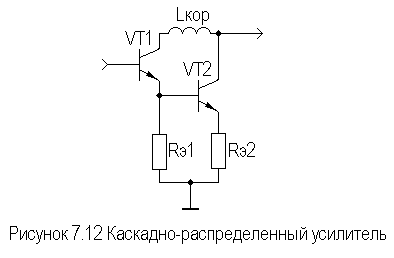 Lкор
VT1
VT2
Rэ1
Rэ2
Рисунок 7.12 Каскадно-распределенный усилитель